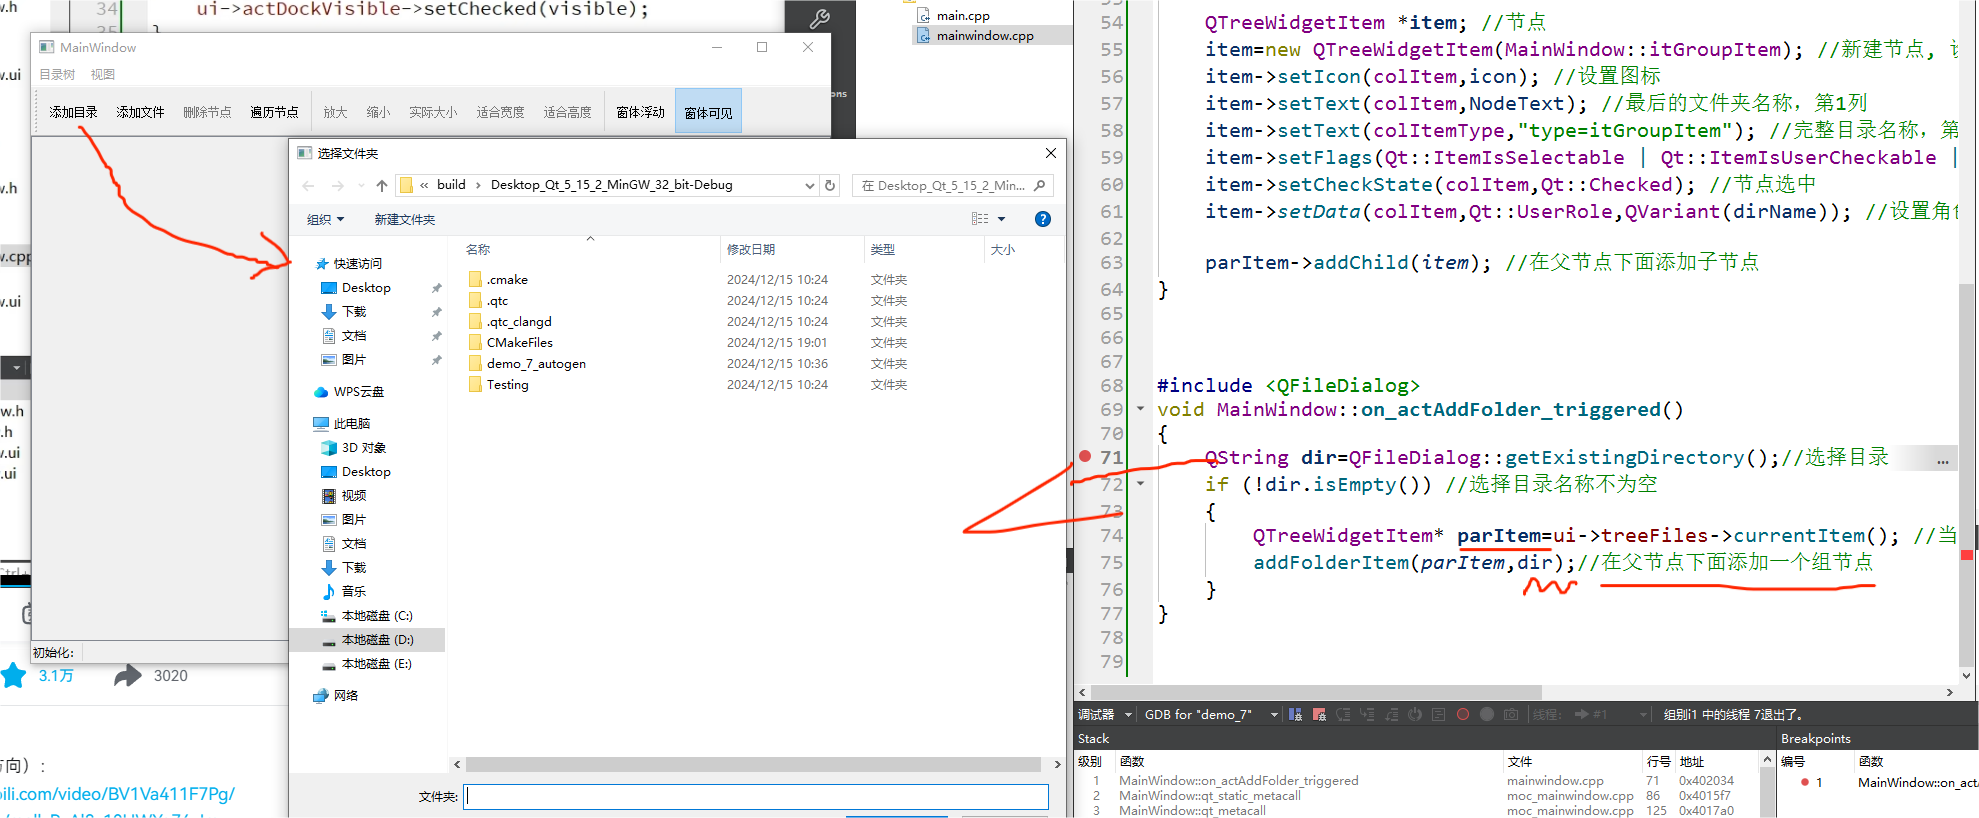 w.h
34
ui->actDockVisible->setChecked(visible);
35
}
w.ui
w.h
w.cpp
w.ui
w.h
.h
v.ui
.ui
Ctrl+
MainWindow
目录树 视图
添加目录 添加文件 删除节点 遍历节点 放大 缩小 实际大小 适合宽度 适合高度 窗体浮动 窗体可见
初始化:
3.1万 3020
方向）：
bili.com/video/BV1Va411F7Pg/
选择文件夹
« build › Desktop_Qt_5_15_2_MinGW_32_bit-Debug
在 Desktop_Qt_5_15_2_Min...
组织 新建文件夹
名称 修改日期 类型 大小
快速访问
Desktop
下载
文档
图片
WPS云盘
此电脑
3D 对象
Desktop
视频
图片
文档
下载
音乐
本地磁盘 (C:)
本地磁盘 (D:)
本地磁盘 (E:)
网络
.cmake 2024/12/15 10:24 文件夹
.qtc 2024/12/15 10:24 文件夹
.qtc_clangd 2024/12/15 10:24 文件夹
CMakeFiles 2024/12/15 19:01 文件夹
demo_7_autogen 2024/12/15 10:36 文件夹
Testing 2024/12/15 10:24 文件夹
文件夹:
ons
main.cpp
mainwindow.cpp
54 QTreeWidgetItem *item; //节点
55 item=new QTreeWidgetItem(MainWindow::itGroupItem); //新建节点，
56 item->setIcon(colItem,icon); //设置图标
57 item->setText(colItem,NodeText); //最后的文件夹名称，第1列
58 item->setText(colItemType,"type=itGroupItem"); //完整目录名称，第
59 item->setFlags(Qt::ItemIsSelectable | Qt::ItemIsUserCheckable |
60 item->setCheckState(colItem,Qt::Checked); //节点选中
61 item->setData(colItem,Qt::UserRole,QVariant(dirName)); //设置角色
62
63 parItem->addChild(item); //在父节点下面添加子节点
64 }
65
66
67
68 #include <QFileDialog>
69 void MainWindow::on_actAddFolder_triggered()
70 {
71 QString dir=QFileDialog::getExistingDirectory();//选择目录 ...
72 if (!dir.isEmpty()) //选择目录名称不为空
73 {
74 QTreeWidgetItem* parItem=ui->treeFiles->currentItem(); //当
75 addFolderItem(parItem,dir);//在父节点下面添加一个组节点
76 }
77 }
78
79
调试器 GDB for "demo_7" 线程: #1 组别i1 中的线程 7退出了。
Stack Breakpoints
级别 函数 文件 行号 地址 编号 函数
1 MainWindow::on_actAddFolder_triggered mainwindow.cpp 71 0x402034 1 MainWindow::on_act
2 MainWindow::qt_static_metacall moc_mainwindow.cpp 86 0x4015f7
3 MainWindow::qt_metacall moc_mainwindow.cpp 125 0x4017a0